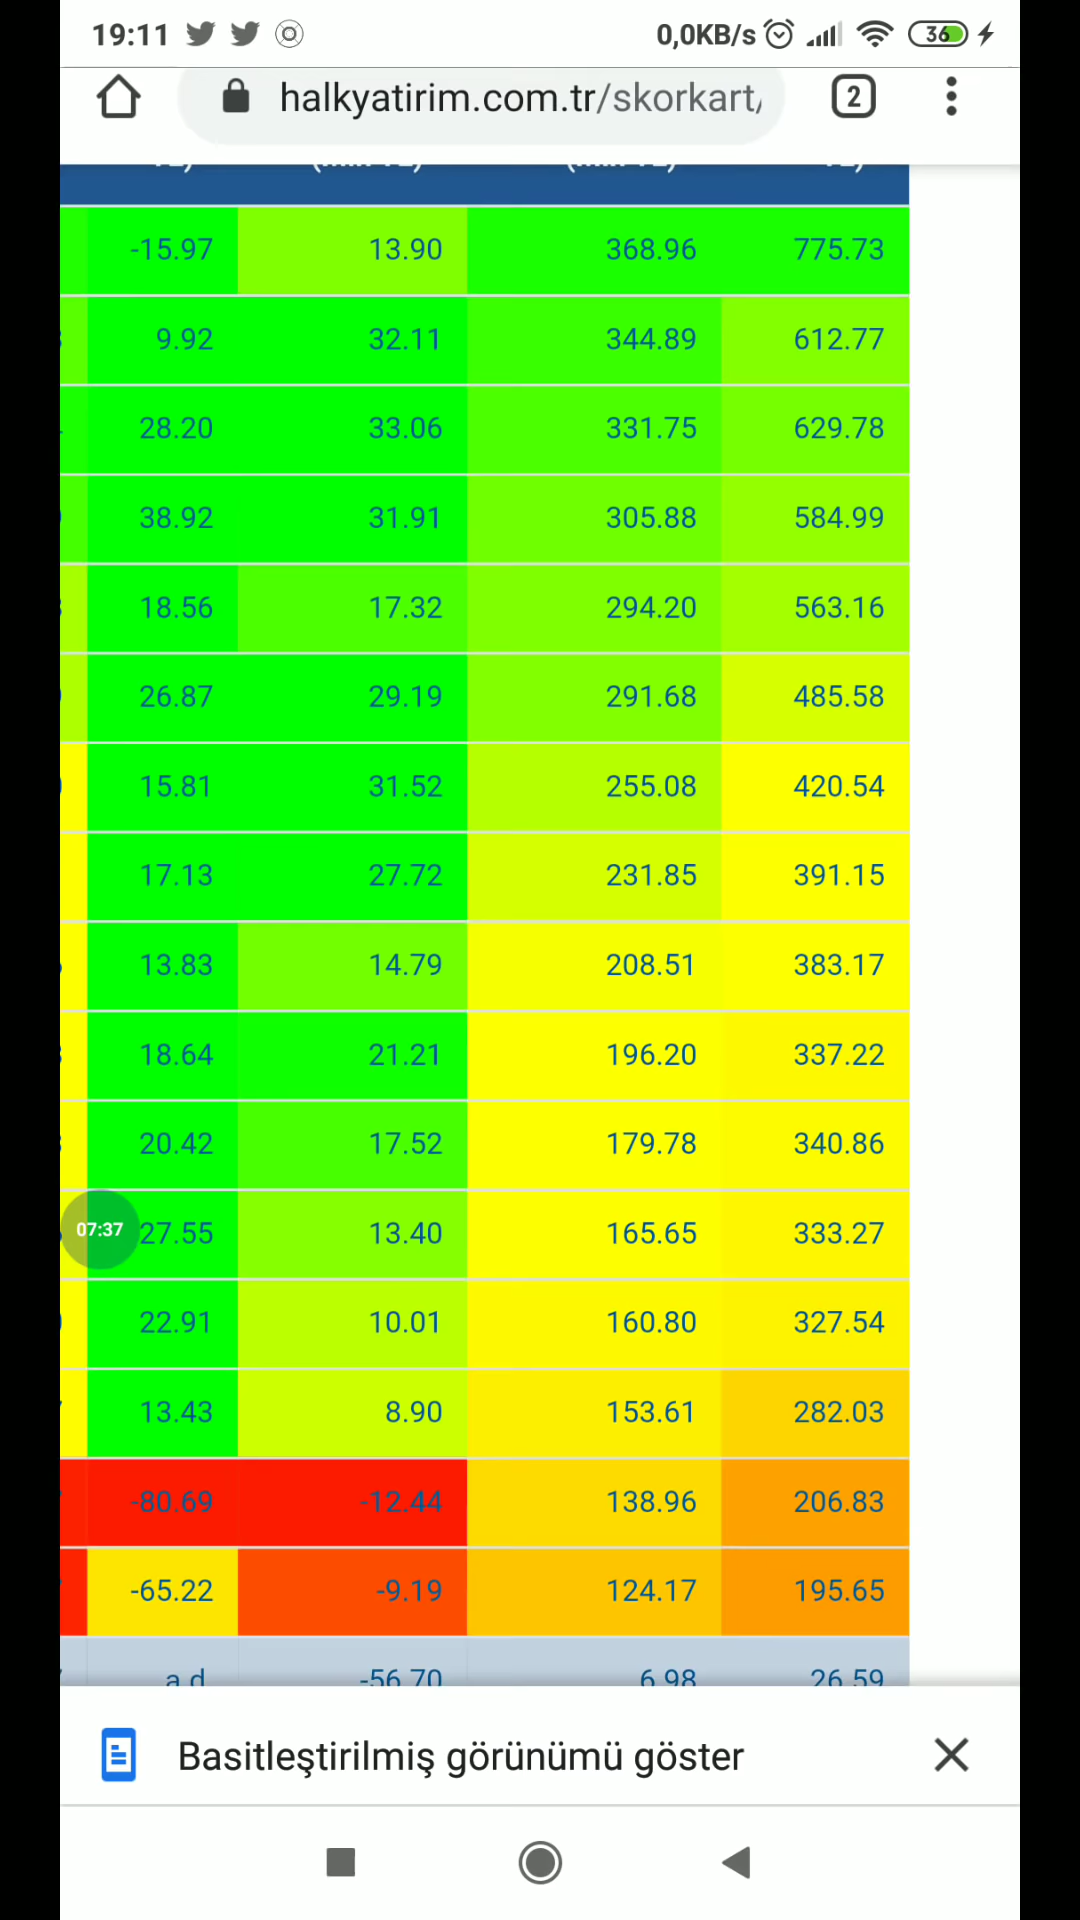 19:11 0,0KB/s 36
halkyatirim.com.tr/skorkart/ 2
-15.97 13.90 368.96 775.73
9.92 32.11 344.89 612.77
28.20 33.06 331.75 629.78
38.92 31.91 305.88 584.99
18.56 17.32 294.20 563.16
26.87 29.19 291.68 485.58
15.81 31.52 255.08 420.54
17.13 27.72 231.85 391.15
13.83 14.79 208.51 383.17
18.64 21.21 196.20 337.22
20.42 17.52 179.78 340.86
07:37 27.55 13.40 165.65 333.27
22.91 10.01 160.80 327.54
13.43 8.90 153.61 282.03
-80.69 -12.44 138.96 206.83
-65.22 -9.19 124.17 195.65
a.d -56.70 6.98 26.59
Basitleştirilmiş görünümü göster